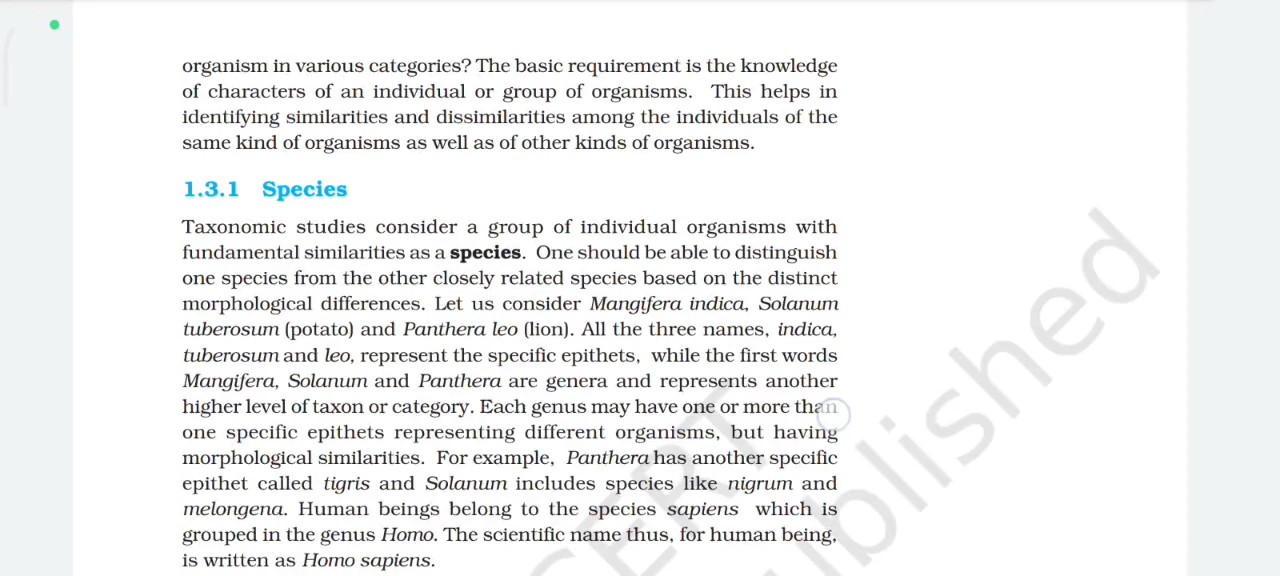 organism in various categories? The basic requirement is the knowledge
of characters of an individual or group of organisms. This helps in
identifying similarities and dissimilarities among the individuals of the
same kind of organisms as well as of other kinds of organisms.
1.3.1 Species
Taxonomic studies consider a group of individual organisms with
fundamental similarities as a species. One should be able to distinguish
one species from the other closely related species based on the distinct
morphological differences. Let us consider Mangifera indica, Solanum
tuberosum (potato) and Panthera leo (lion). All the three names, indica,
tuberosum and leo, represent the specific epithets, while the first words
Mangifera, Solanum and Panthera are genera and represents another
higher level of taxon or category. Each genus may have one or more than
one specific epithets representing different organisms, but having
morphological similarities. For example, Panthera has another specific
epithet called tigris and Solanum includes species like nigrum and
melongena. Human beings belong to the species sapiens which is
grouped in the genus Homo. The scientific name thus, for human being,
is written as Homo sapiens.